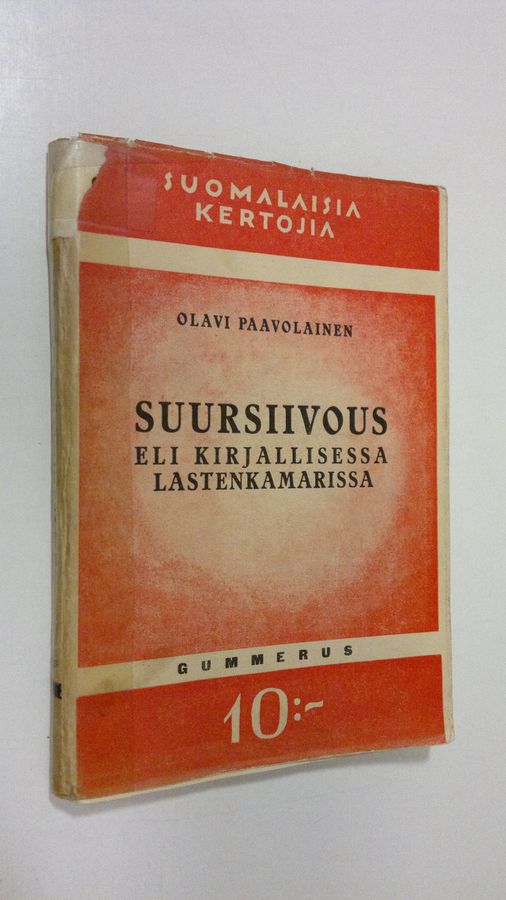 SUOMALAISIA
KERTOJIA
OLAVI PAAVOLAINEN
SUURSIIVOUS
ELI KIRJALLISESSA
LASTENKAMARISSA
GUMMERUS
10:-